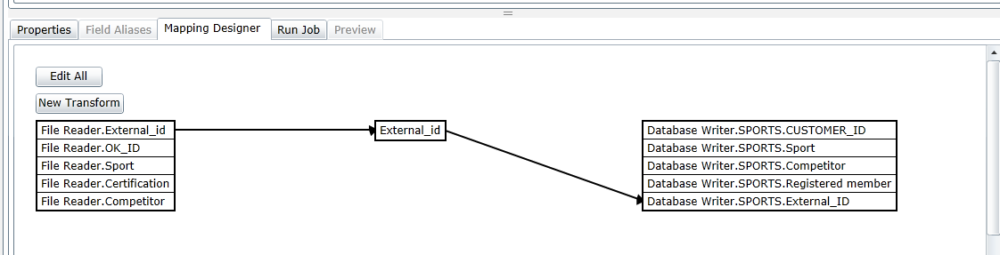 Properties Field Aliases Mapping Designer Run Job Preview
Edit All
New Transform
File Reader.External_id External_id Database Writer.SPORTS.CUSTOMER_ID
File Reader.OK_ID Database Writer.SPORTS.Sport
File Reader.Sport Database Writer.SPORTS.Competitor
File Reader.Certification Database Writer.SPORTS.Registered member
File Reader.Competitor Database Writer.SPORTS.External_ID